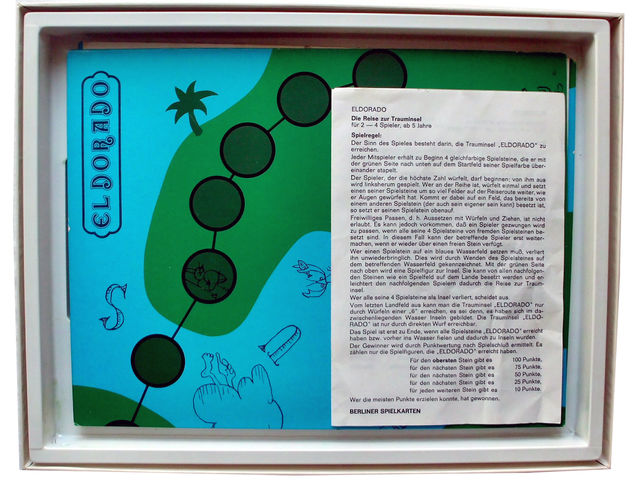 EL DORADO
ELDORADO
Die Reise zur Trauminsel
für 2 — 4 Spieler, ab 5 Jahre
Spielregel:
Der Sinn des Spieles besteht darin, die Trauminsel „ELDORADO" zu
erreichen.
Jeder Mitspieler erhält zu Beginn 4 gleichfarbige Spielsteine, die er mit
der grünen Seite nach unten auf dem Startfeld seiner Spielfarbe über-
einander stapelt.
Der Spieler, der die höchste Zahl würfelt, darf beginnen; von ihm aus
wird linksherum gespielt. Wer an der Reihe ist, würfelt einmal und setzt
einen seiner Spielsteine um so viel Felder auf der Reiseroute weiter, wie
er Augen gewürfelt hat. Kommt er dabei auf ein Feld, das bereits von
einem anderen Spielstein (der auch sein eigener sein kann) besetzt ist,
so setzt er seinen Spielstein obenauf.
Freiwilliges Passen, d. h. Aussetzen mit Würfeln und Ziehen, ist nicht
erlaubt. Es kann jedoch vorkommen, daß ein Spieler gezwungen wird
zu passen, wenn alle seine 4 Spielsteine von fremden Spielsteinen be-
setzt sind. In diesem Fall kann der betreffende Spieler erst weiter-
machen, wenn er wieder über einen freien Stein verfügt.
Wer einen Spielstein auf ein blaues Wasserfeld setzen muß, verliert
ihn unwiederbringlich. Dies wird durch Wenden des Spielsteines auf
dem betreffenden Wasserfeld gekennzeichnet. Mit der grünen Seite
nach oben wird eine Spielfigur zur Insel. Sie kann von allen nachfolgen-
den Steinen wie ein Spielfeld auf dem Lande besetzt werden und er-
leichtert den nachfolgenden Spielern dadurch die Reise zur Traum-
insel.
Wer alle seine 4 Spielsteine als Insel verliert, scheidet aus.
Vom letzten Landfeld aus kann man die Trauminsel „ELDORADO" nur
durch Würfeln einer „6" erreichen, es sei denn, es haben sich im da-
zwischenliegenden Wasser Inseln gebildet. Die Trauminsel „ELDO-
RADO" ist nur durch direkten Wurf erreichbar.
Das Spiel ist erst zu Ende, wenn alle Spielsteine „ELDORADO" erreicht
haben bzw. vorher ins Wasser fielen und dadurch zu Inseln wurden.
Der Gewinner wird durch Punktwertung nach Spielschluß ermittelt. Es
zählen nur die Spielfiguren, die „ELDORADO" erreicht haben.
Für den obersten Stein gibt es 100 Punkte,
für den nächsten Stein gibt es 75 Punkte,
für den nächsten Stein gibt es 50 Punkte,
für den nächsten Stein gibt es 25 Punkte,
für jeden weiteren Stein gibt es 10 Punkte.
Wer die meisten Punkte erzielen konnte, hat gewonnen.
BERLINER SPIELKARTEN